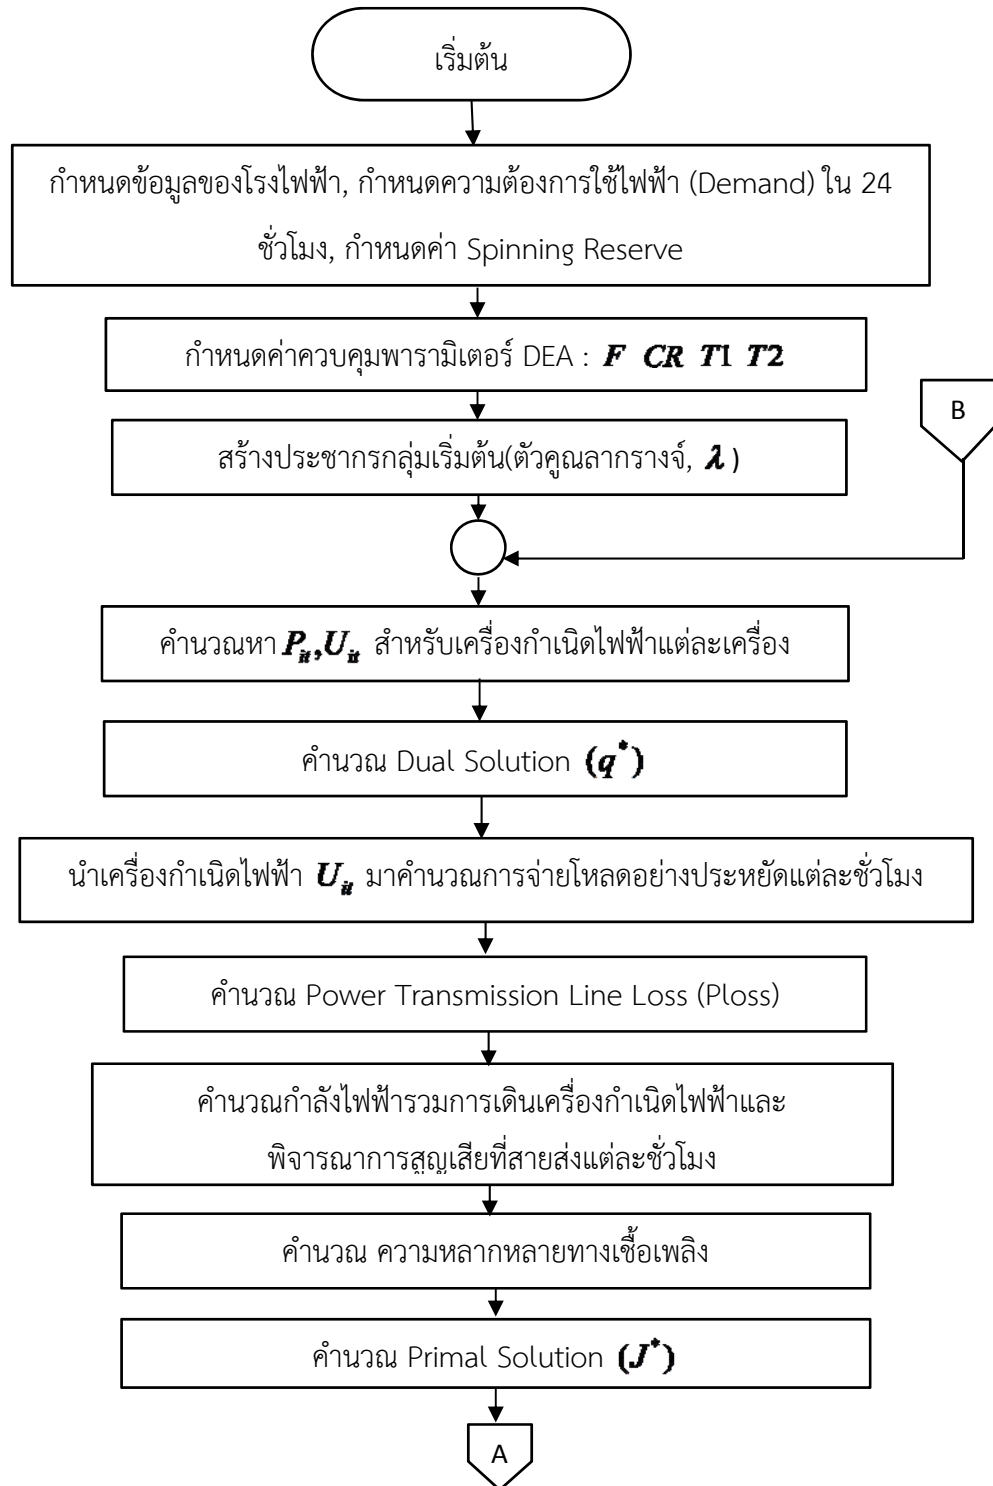 เริ่มต้น
กำหนดข้อมูลของโรงไฟฟ้า, กำหนดความต้องการใช้ไฟฟ้า (Demand) ใน 24
ชั่วโมง, กำหนดค่า Spinning Reserve
กำหนดค่าควบคุมพารามิเตอร์ DEA : F CR T1 T2
B
สร้างประชากรกลุ่มเริ่มต้น(ตัวคูณลากรางจ์, λ )
คำนวณหา P_it,U_it สำหรับเครื่องกำเนิดไฟฟ้าแต่ละเครื่อง
คำนวณ Dual Solution (q*)
นำเครื่องกำเนิดไฟฟ้า U_it มาคำนวณการจ่ายโหลดอย่างประหยัดแต่ละชั่วโมง
คำนวณ Power Transmission Line Loss (Ploss)
คำนวณกำลังไฟฟ้ารวมการเดินเครื่องกำเนิดไฟฟ้าและ
พิจารณาการสูญเสียที่สายส่งแต่ละชั่วโมง
คำนวณ ความหลากหลายทางเชื้อเพลิง
คำนวณ Primal Solution (J*)
A